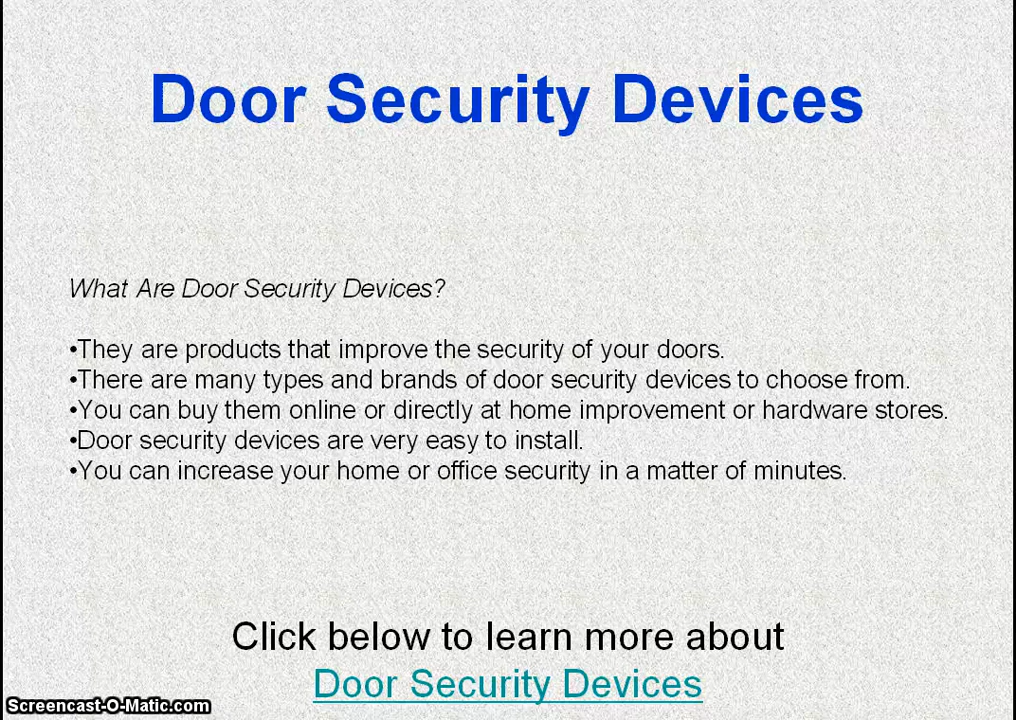 Door Security Devices
What Are Door Security Devices?
•They are products that improve the security of your doors.
•There are many types and brands of door security devices to choose from.
•You can buy them online or directly at home improvement or hardware stores.
•Door security devices are very easy to install.
•You can increase your home or office security in a matter of minutes.
Click below to learn more about
Door Security Devices
Screencast-O-Matic.com